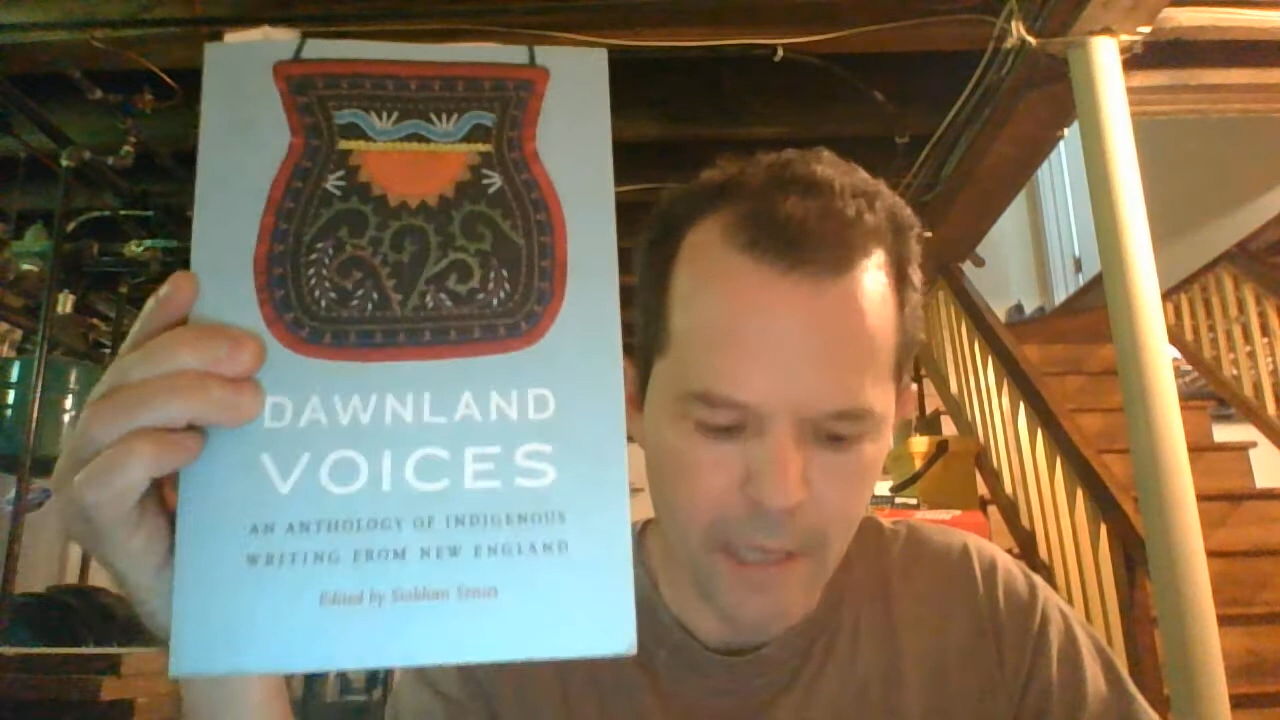 DAWNLAND
VOICES
AN ANTHOLOGY OF INDIGENOUS
WRITING FROM NEW ENGLAND
Edited by Siobhan Senier